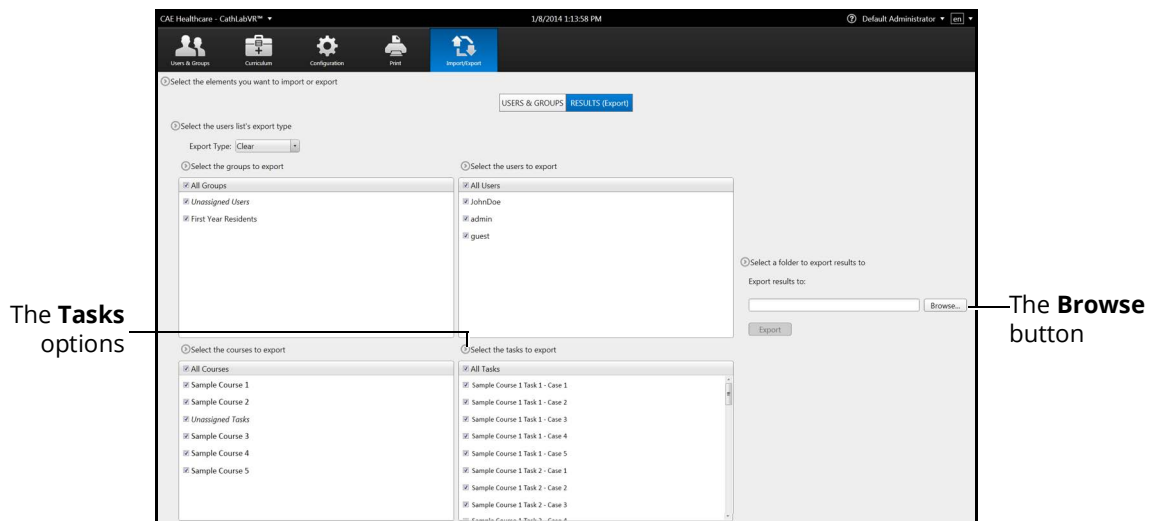 CAE Healthcare - CathLabVR™
1/8/2014 1:13:58 PM
Default Administrator
en
Users & Groups
Curriculum
Configuration
Print
Import/Export
Select the elements you want to import or export
USERS & GROUPS
RESULTS (Export)
Select the users list's export type
Export Type: Clear
Select the groups to export
All Groups
Unassigned Users
First Year Residents
Select the users to export
All Users
JohnDoe
admin
guest
Select a folder to export results to
Export results to:
Browse...
Export
The Tasks
options
The Browse
button
Select the courses to export
All Courses
Sample Course 1
Sample Course 2
Unassigned Tasks
Sample Course 3
Sample Course 4
Sample Course 5
Select the tasks to export
All Tasks
Sample Course 1 Task 1 - Case 1
Sample Course 1 Task 1 - Case 2
Sample Course 1 Task 1 - Case 3
Sample Course 1 Task 1 - Case 4
Sample Course 1 Task 1 - Case 5
Sample Course 1 Task 2 - Case 1
Sample Course 1 Task 2 - Case 2
Sample Course 1 Task 2 - Case 3